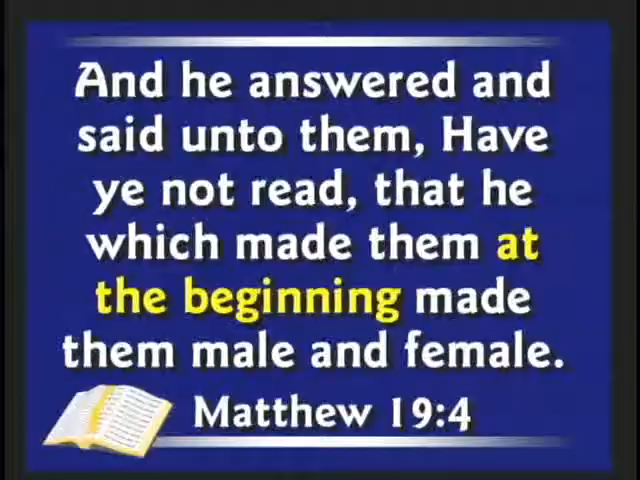 And he answered and
said unto them, Have
ye not read, that he
which made them at
the beginning made
them male and female.
Matthew 19:4